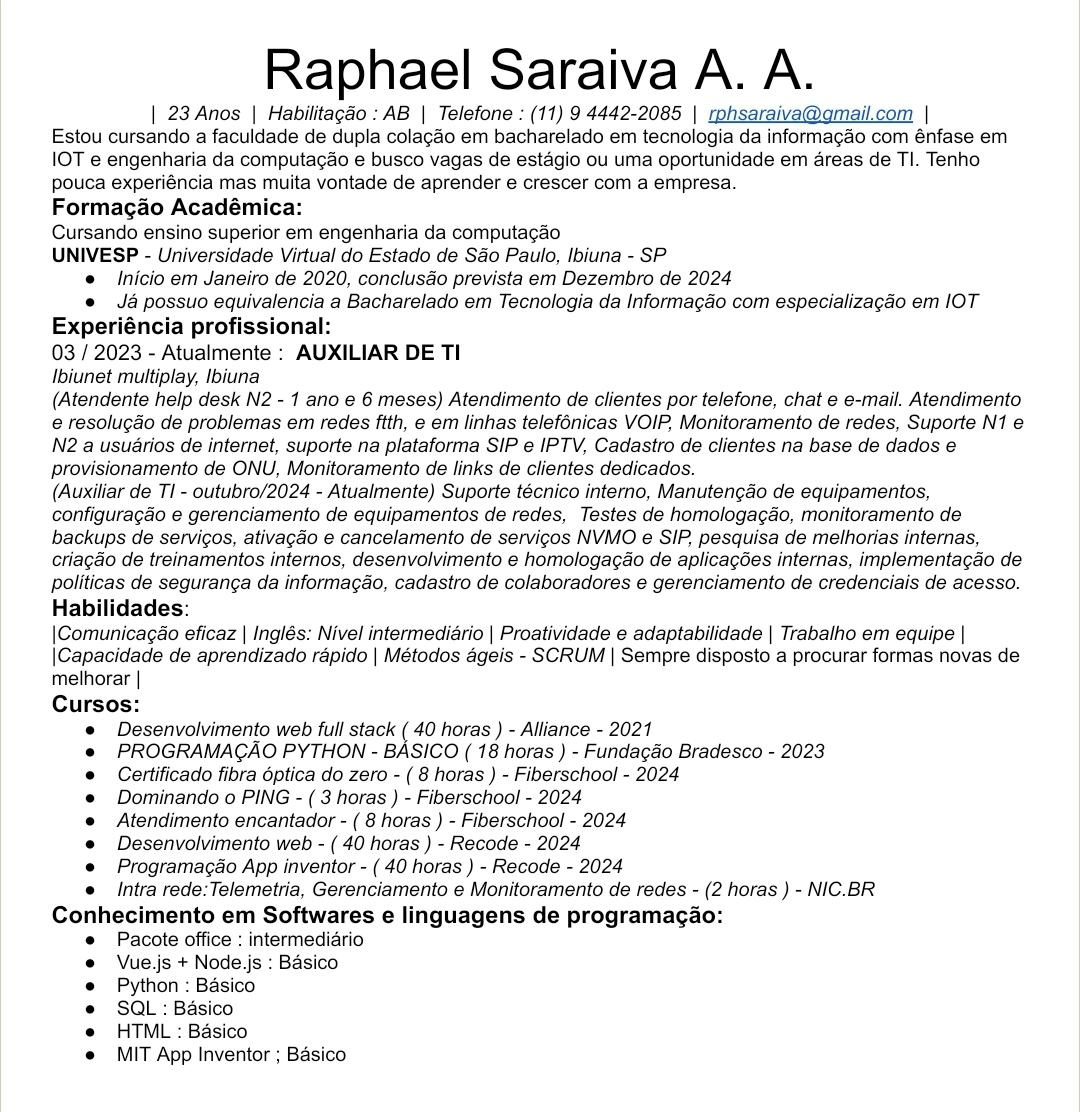 Raphael Saraiva A. A.
| 23 Anos | Habilitação : AB | Telefone : (11) 9 4442-2085 | rphsaraiva@gmail.com |
Estou cursando a faculdade de dupla colação em bacharelado em tecnologia da informação com ênfase em
IOT e engenharia da computação e busco vagas de estágio ou uma oportunidade em áreas de TI. Tenho
pouca experiência mas muita vontade de aprender e crescer com a empresa.
Formação Acadêmica:
Cursando ensino superior em engenharia da computação
UNIVESP - Universidade Virtual do Estado de São Paulo, Ibiuna - SP
● Início em Janeiro de 2020, conclusão prevista em Dezembro de 2024
● Já possuo equivalencia a Bacharelado em Tecnologia da Informação com especialização em IOT
Experiência profissional:
03 / 2023 - Atualmente : AUXILIAR DE TI
Ibiunet multiplay, Ibiuna
(Atendente help desk N2 - 1 ano e 6 meses) Atendimento de clientes por telefone, chat e e-mail. Atendimento
e resolução de problemas em redes ftth, e em linhas telefônicas VOIP, Monitoramento de redes, Suporte N1 e
N2 a usuários de internet, suporte na plataforma SIP e IPTV, Cadastro de clientes na base de dados e
provisionamento de ONU, Monitoramento de links de clientes dedicados.
(Auxiliar de TI - outubro/2024 - Atualmente) Suporte técnico interno, Manutenção de equipamentos,
configuração e gerenciamento de equipamentos de redes, Testes de homologação, monitoramento de
backups de serviços, ativação e cancelamento de serviços NVMO e SIP, pesquisa de melhorias internas,
criação de treinamentos internos, desenvolvimento e homologação de aplicações internas, implementação de
políticas de segurança da informação, cadastro de colaboradores e gerenciamento de credenciais de acesso.
Habilidades:
|Comunicação eficaz | Inglês: Nível intermediário | Proatividade e adaptabilidade | Trabalho em equipe |
|Capacidade de aprendizado rápido | Métodos ágeis - SCRUM | Sempre disposto a procurar formas novas de
melhorar |
Cursos:
● Desenvolvimento web full stack ( 40 horas ) - Alliance - 2021
● PROGRAMAÇÃO PYTHON - BÁSICO ( 18 horas ) - Fundação Bradesco - 2023
● Certificado fibra óptica do zero - ( 8 horas ) - Fiberschool - 2024
● Dominando o PING - ( 3 horas ) - Fiberschool - 2024
● Atendimento encantador - ( 8 horas ) - Fiberschool - 2024
● Desenvolvimento web - ( 40 horas ) - Recode - 2024
● Programação App inventor - ( 40 horas ) - Recode - 2024
● Intra rede:Telemetria, Gerenciamento e Monitoramento de redes - (2 horas ) - NIC.BR
Conhecimento em Softwares e linguagens de programação:
● Pacote office : intermediário
● Vue.js + Node.js : Básico
● Python : Básico
● SQL : Básico
● HTML : Básico
● MIT App Inventor ; Básico